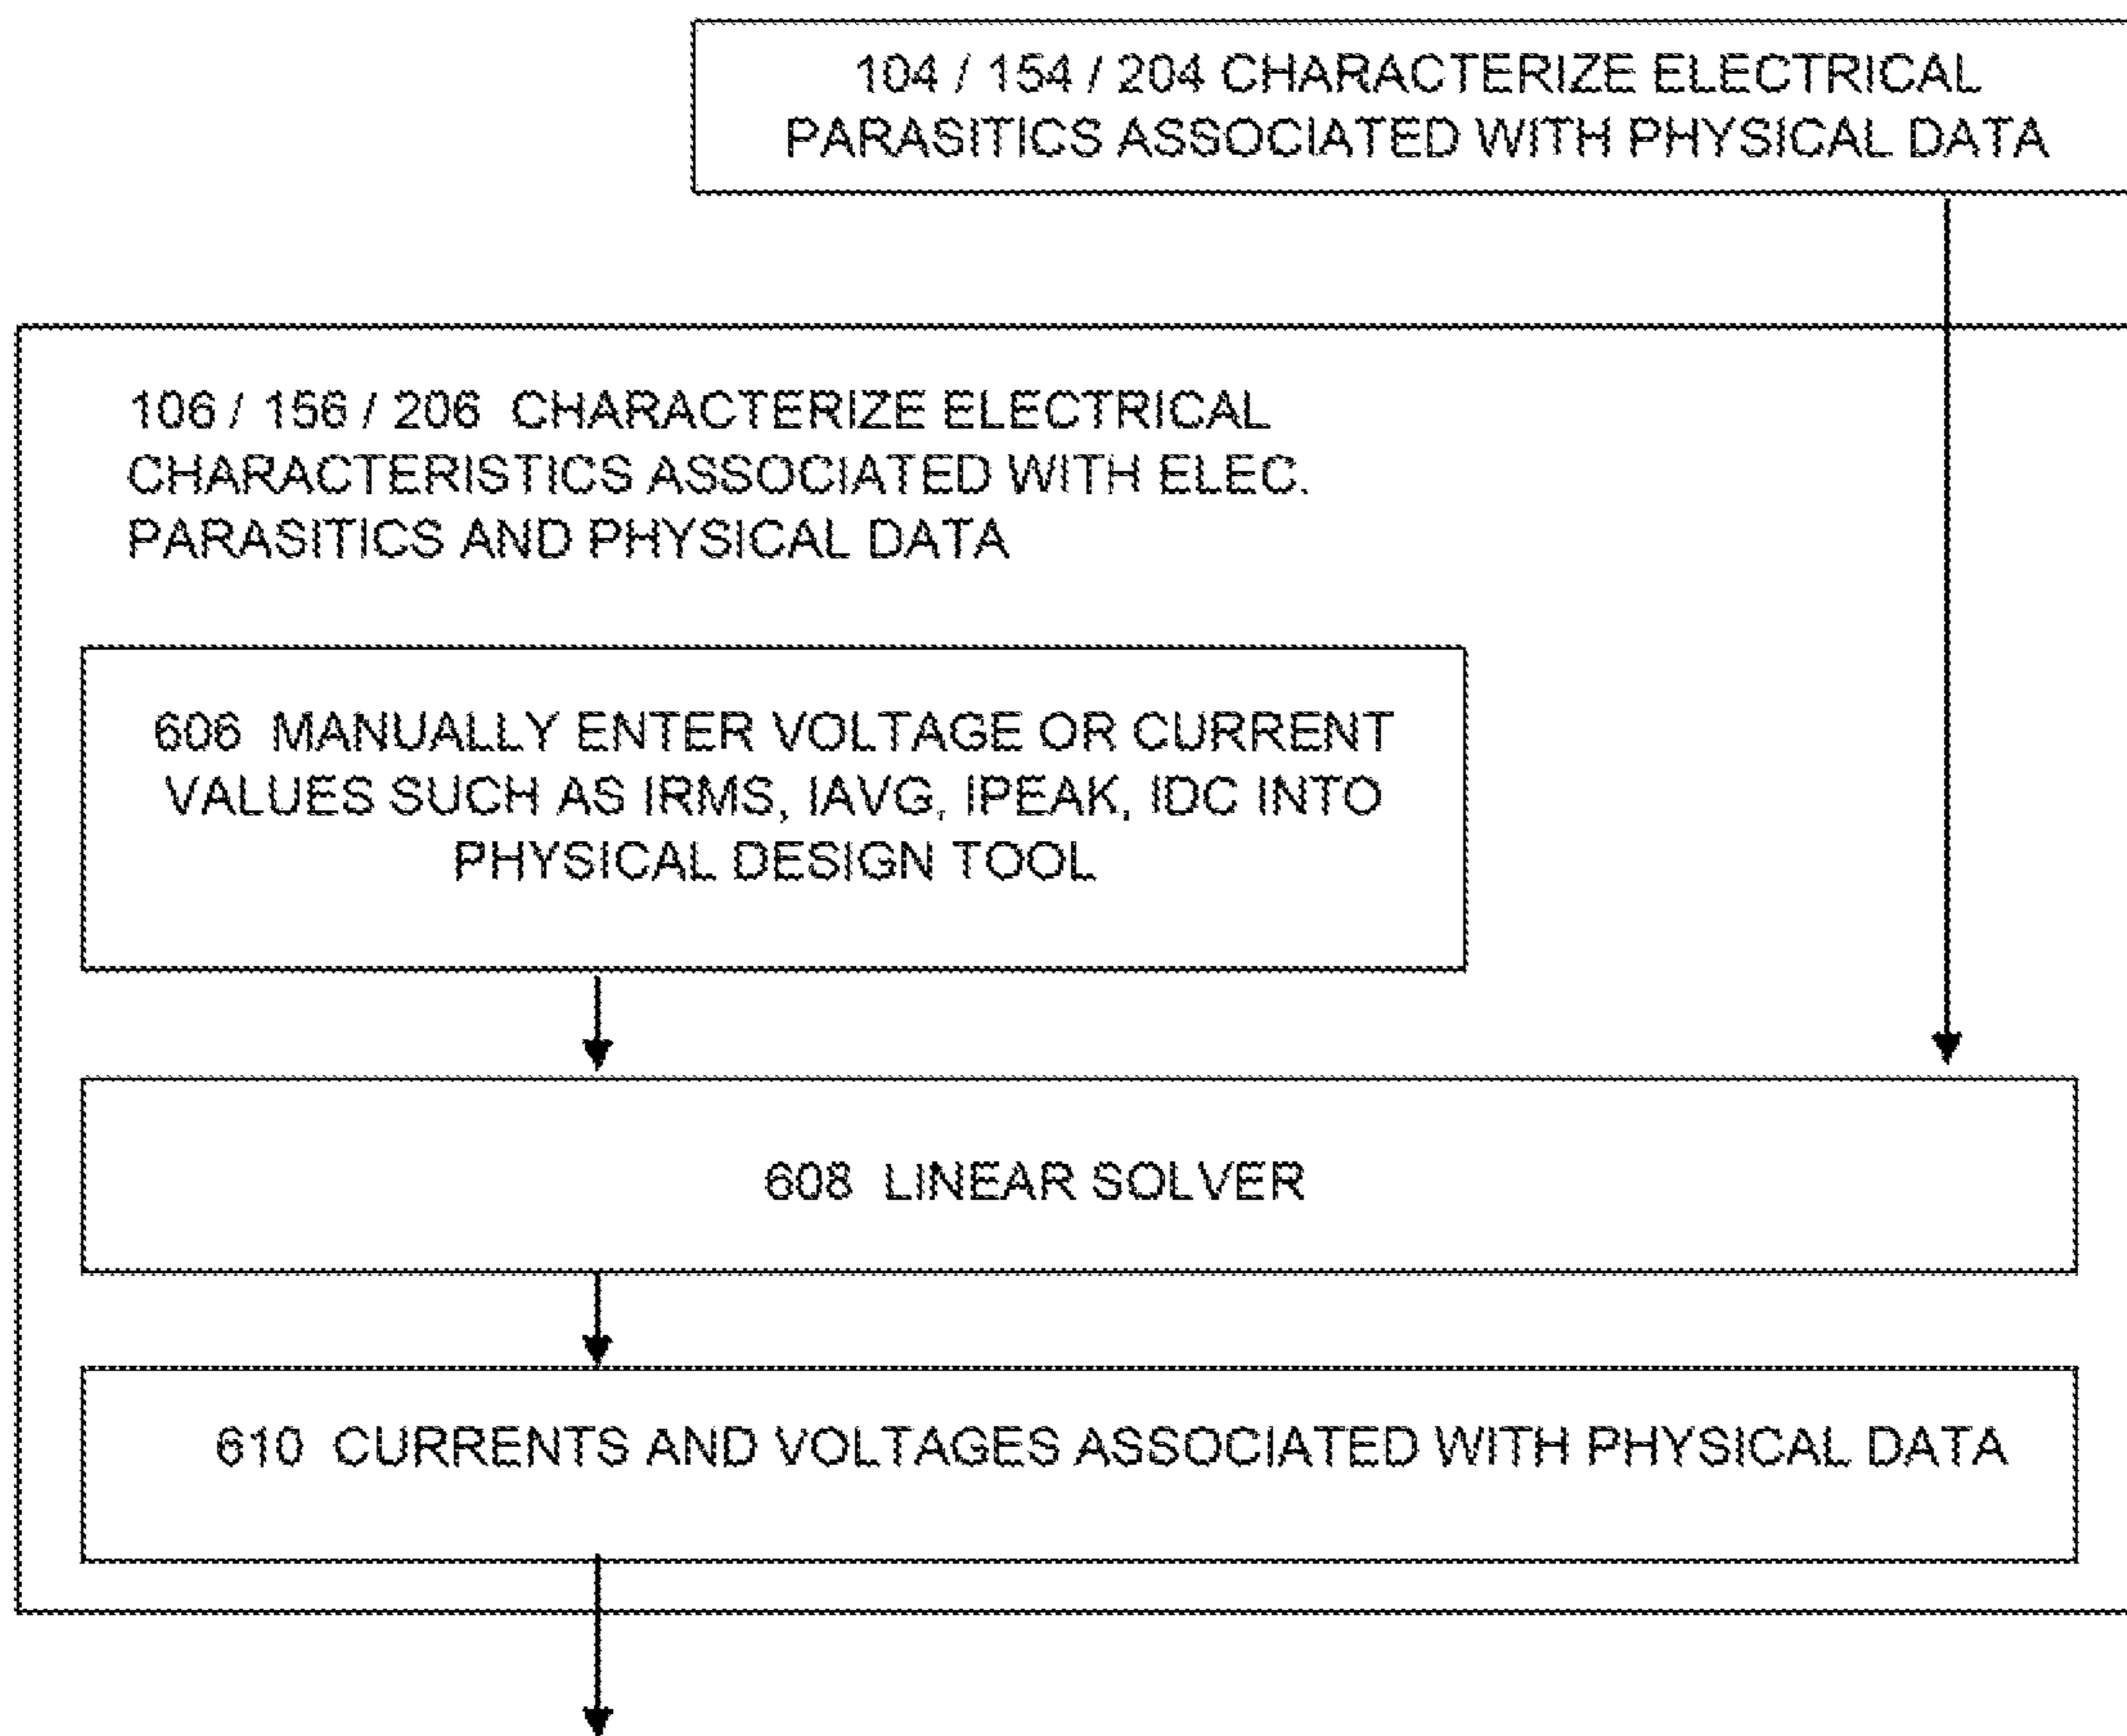 104 / 154 / 204 CHARACTERIZE ELECTRICAL
PARASITICS ASSOCIATED WITH PHYSICAL DATA
106 / 156 / 206 CHARACTERIZE ELECTRICAL
CHARACTERISTICS ASSOCIATED WITH ELEC.
PARASITICS AND PHYSICAL DATA
606 MANUALLY ENTER VOLTAGE OR CURRENT
VALUES SUCH AS IRMS, IAVG, IPEAK, IDC INTO
PHYSICAL DESIGN TOOL
608 LINEAR SOLVER
610 CURRENTS AND VOLTAGES ASSOCIATED WITH PHYSICAL DATA